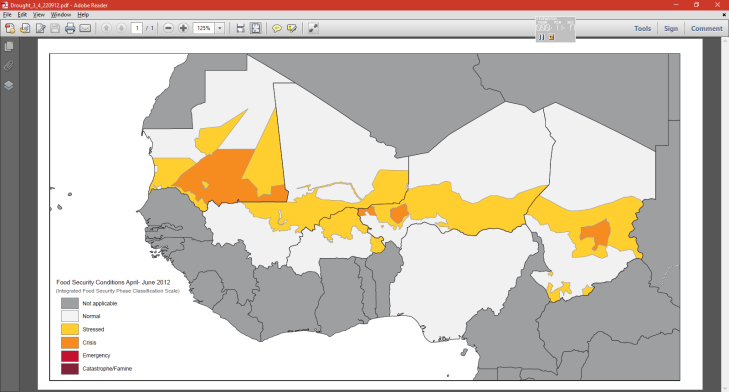 Drought_3_4_220912.pdf - Adobe Reader
File Edit View Window Help
1 / 1 125% Tools Sign Comment
Food Security Conditions April- June 2012
(Integrated Food Security Phase Classification Scale)
Not applicable
Normal
Stressed
Crisis
Emergency
Catastrophe/Famine